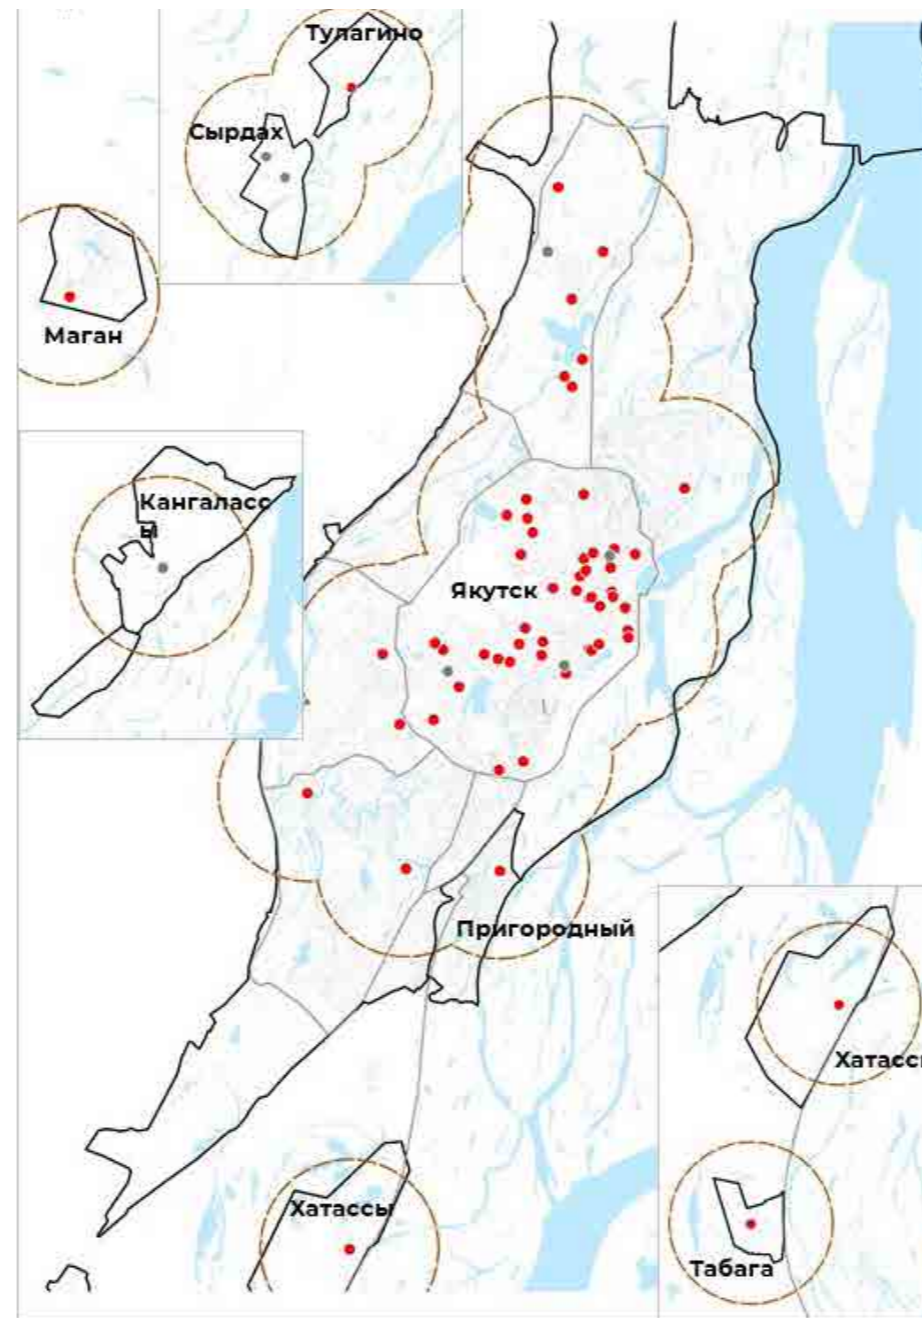 Тулагино
Сырдах
Маган
Кангаласс
ы
Якутск
Пригородный
Хатассы
Хатассы
Табага